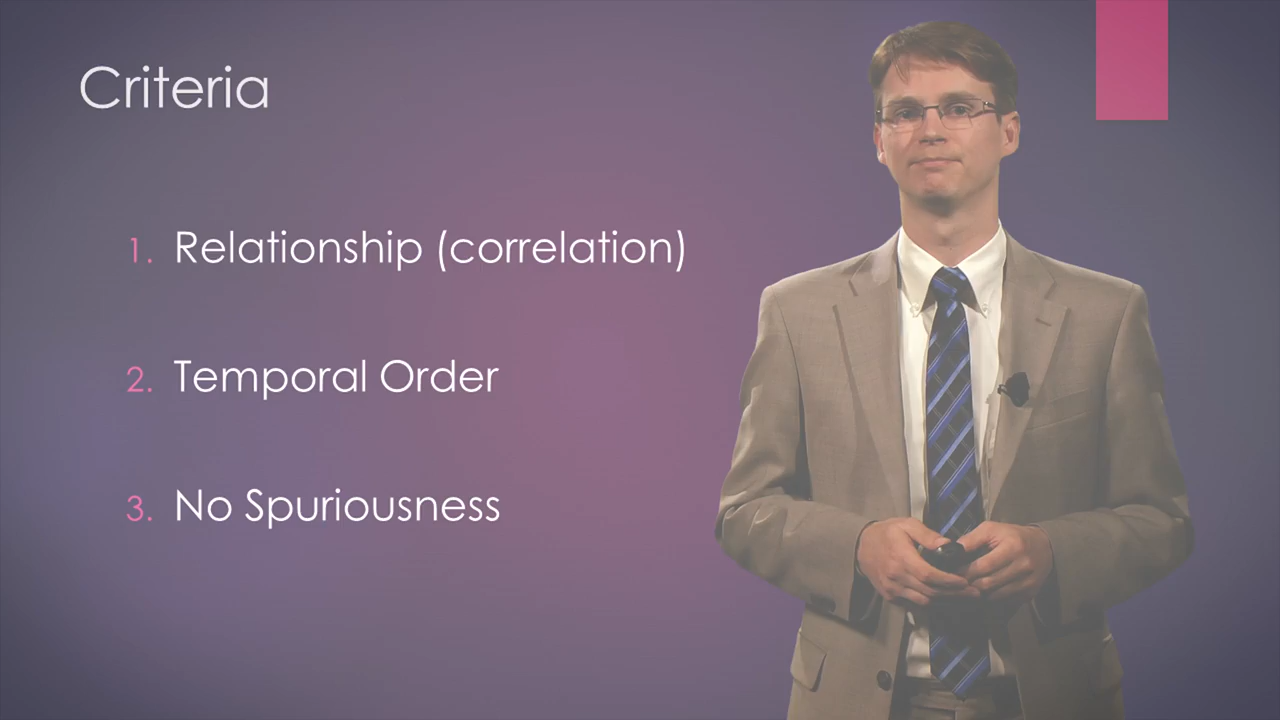 Criteria
1. Relationship (correlation)
2. Temporal Order
3. No Spuriousness